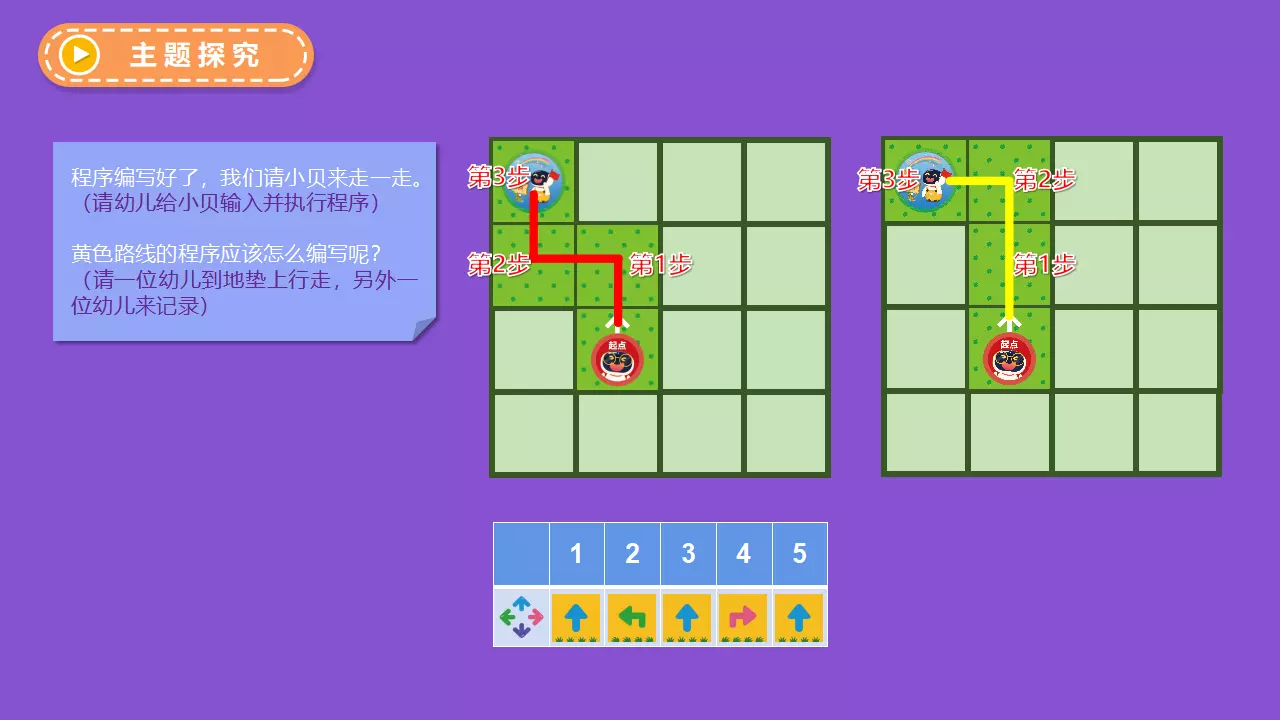 主题探究
程序编写好了，我们请小贝来走一走。
（请幼儿给小贝输入并执行程序）
黄色路线的程序应该怎么编写呢？
（请一位幼儿到地垫上行走，另外一
位幼儿来记录）
第3步
第2步
第1步
起点
第3步
第2步
第1步
起点
1 2 3 4 5